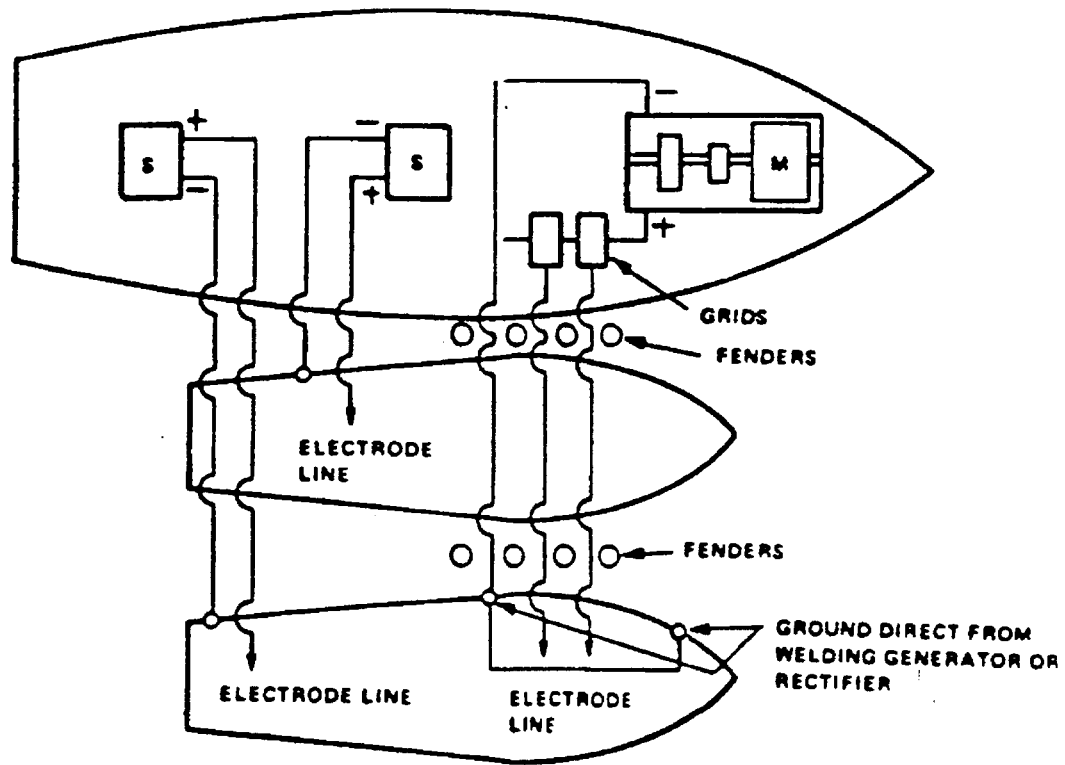 +
−
S
−
+
S
−
M
+
GRIDS
FENDERS
ELECTRODE
LINE
FENDERS
GROUND DIRECT FROM
WELDING GENERATOR OR
RECTIFIER
ELECTRODE LINE
ELECTRODE
LINE